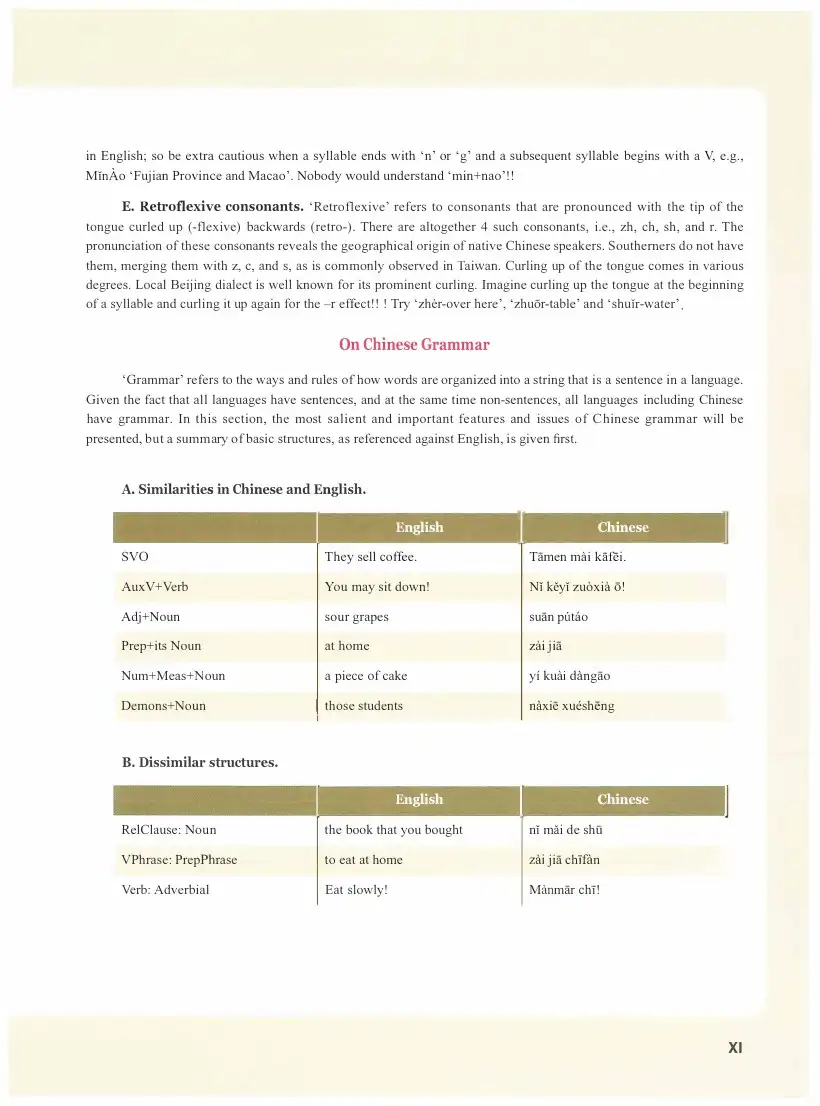 in English; so be extra cautious when a syllable ends with ‘n’ or ‘g’ and a subsequent syllable begins with a V, e.g.,
MǐnÀo ‘Fujian Province and Macao’. Nobody would understand ‘min+nao’!!
E. Retroflexive consonants. ‘Retroflexive’ refers to consonants that are pronounced with the tip of the
tongue curled up (-flexive) backwards (retro-). There are altogether 4 such consonants, i.e., zh, ch, sh, and r. The
pronunciation of these consonants reveals the geographical origin of native Chinese speakers. Southerners do not have
them, merging them with z, c, and s, as is commonly observed in Taiwan. Curling up of the tongue comes in various
degrees. Local Beijing dialect is well known for its prominent curling. Imagine curling up the tongue at the beginning
of a syllable and curling it up again for the –r effect!! ! Try ‘zhèr-over here’, ‘zhuōr-table’ and ‘shuǐr-water’.
On Chinese Grammar
‘Grammar’ refers to the ways and rules of how words are organized into a string that is a sentence in a language.
Given the fact that all languages have sentences, and at the same time non-sentences, all languages including Chinese
have grammar. In this section, the most salient and important features and issues of Chinese grammar will be
presented, but a summary of basic structures, as referenced against English, is given first.
A. Similarities in Chinese and English.
English Chinese
SVO They sell coffee. Tāmen mài kāfēi.
AuxV+Verb You may sit down! Nǐ kěyǐ zuòxià ō!
Adj+Noun sour grapes suān pútáo
Prep+its Noun at home zài jiā
Num+Meas+Noun a piece of cake yí kuài dàngāo
Demons+Noun those students nàxiē xuéshēng
B. Dissimilar structures.
English Chinese
RelClause: Noun the book that you bought nǐ mǎi de shū
VPhrase: PrepPhrase to eat at home zài jiā chīfàn
Verb: Adverbial Eat slowly! Mànmār chī!
XI